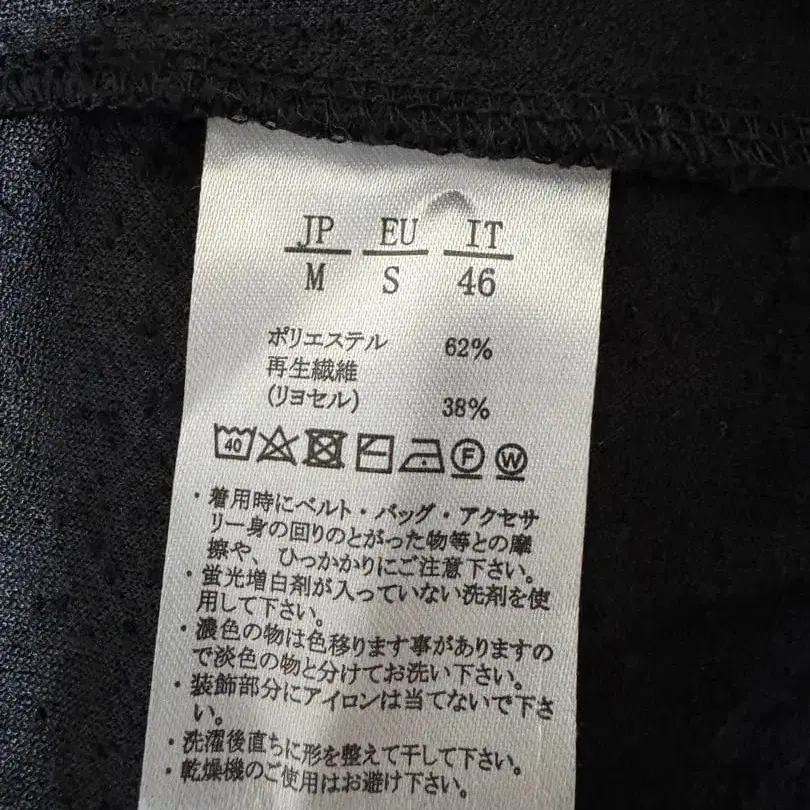 JP EU IT
M S 46
ポリエステル 62%
再生繊維
(リヨセル) 38%
40 F W
・着用時にベルト・バッグ・アクセサ
リー身の回りのとがった物等との摩
擦や、ひっかかりにご注意下さい。
・蛍光増白剤が入っていない洗剤を使
用して下さい。
・濃色の物は色移ります事がありますの
で淡色の物と分けてお洗い下さい。
・装飾部分にアイロンは当てないで下さ
い。
・洗濯後直ちに形を整えて干して下さい。
・乾燥機のご使用はお避け下さい。